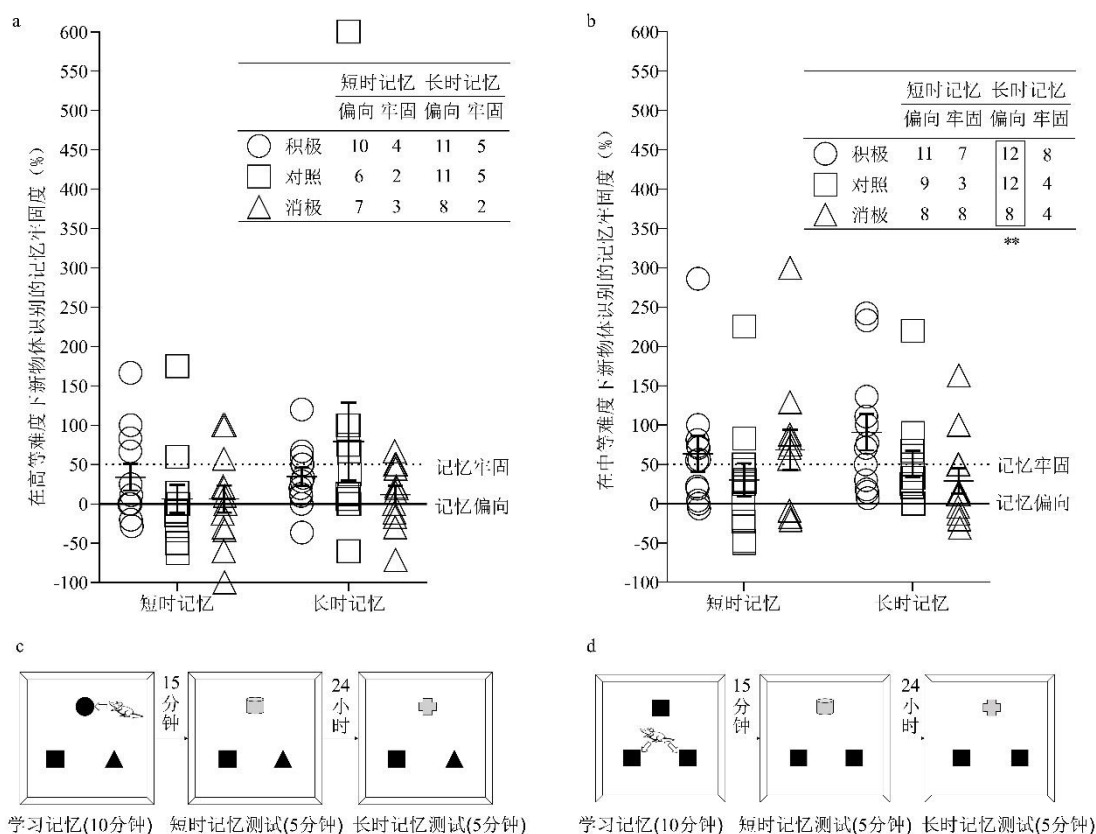 a
在高等难度下新物体识别的记忆牢固度（%）
600
550
500
450
400
350
300
250
200
150
100
50
0
-50
-100
短时记忆 长时记忆
偏向 牢固 偏向 牢固
积极 10 4 11 5
对照 6 2 11 5
消极 7 3 8 2
记忆牢固
记忆偏向
短时记忆 长时记忆
b
在中等难度下新物体识别的记忆牢固度（%）
600
550
500
450
400
350
300
250
200
150
100
50
0
-50
-100
短时记忆 长时记忆
偏向 牢固 偏向 牢固
积极 11 7 12 8
对照 9 3 12 4
消极 8 8 8 4
**
记忆牢固
记忆偏向
短时记忆 长时记忆
c
15分钟
24小时
学习记忆(10分钟) 短时记忆测试(5分钟) 长时记忆测试(5分钟)
d
15分钟
24小时
学习记忆(10分钟) 短时记忆测试(5分钟) 长时记忆测试(5分钟)